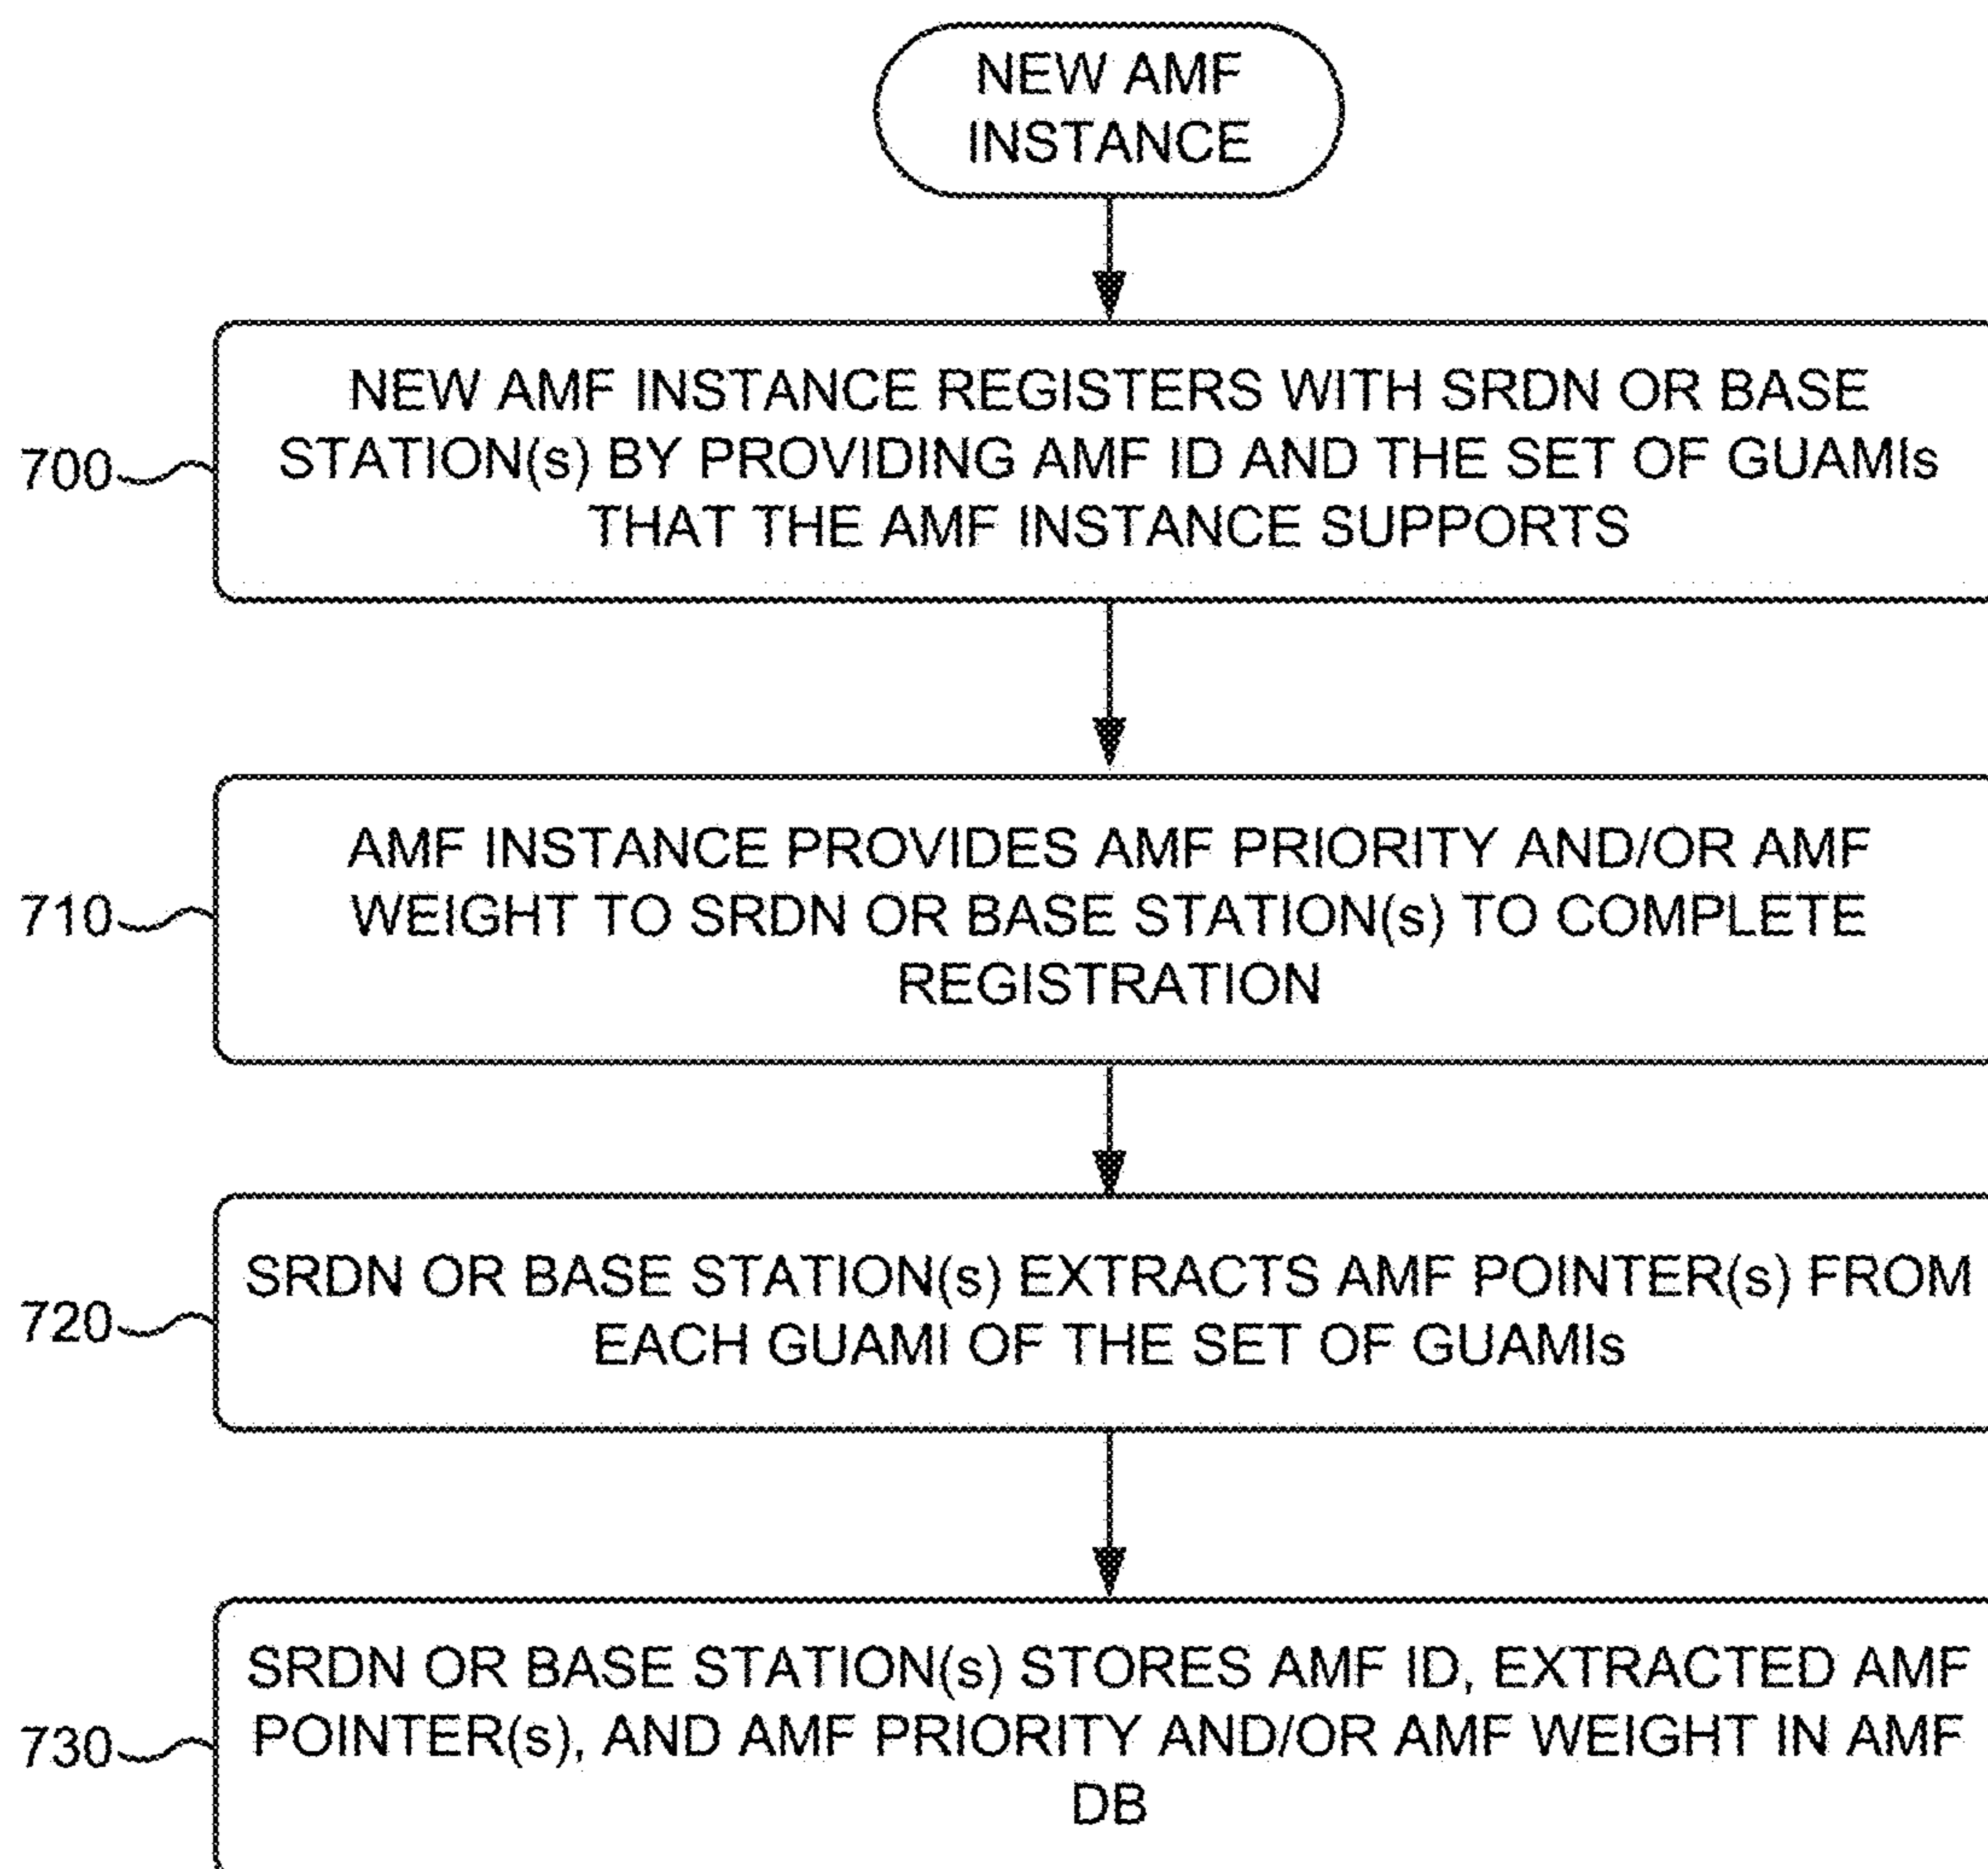 NEW AMF
INSTANCE
NEW AMF INSTANCE REGISTERS WITH SRDN OR BASE
STATION(s) BY PROVIDING AMF ID AND THE SET OF GUAMIs
THAT THE AMF INSTANCE SUPPORTS
700
AMF INSTANCE PROVIDES AMF PRIORITY AND/OR AMF
WEIGHT TO SRDN OR BASE STATION(s) TO COMPLETE
REGISTRATION
710
SRDN OR BASE STATION(s) EXTRACTS AMF POINTER(s) FROM
EACH GUAMI OF THE SET OF GUAMIs
720
SRDN OR BASE STATION(s) STORES AMF ID, EXTRACTED AMF
POINTER(s), AND AMF PRIORITY AND/OR AMF WEIGHT IN AMF
DB
730